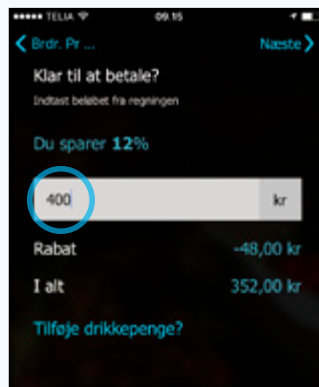 TELIA 09.15
Brdr. Pr ... Næste
Klar til at betale?
Indtast beløbet fra regningen
Du sparer 12%
400 kr
Rabat -48,00 kr
I alt 352,00 kr
Tilføje drikkepenge?